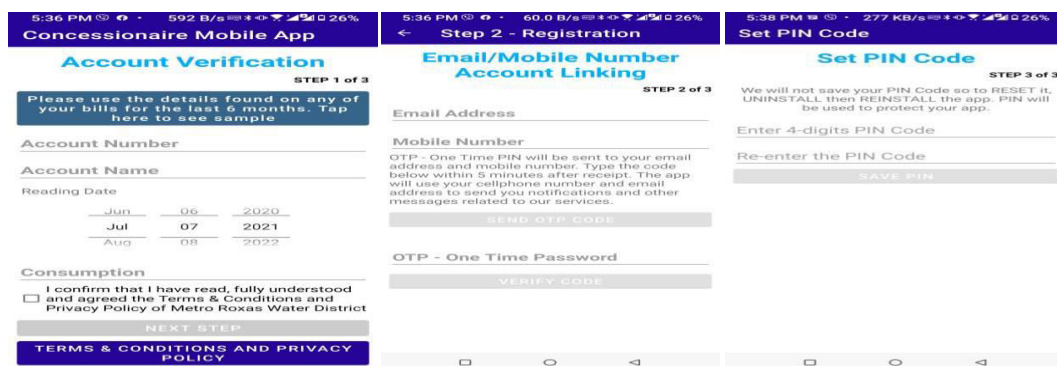 5:36 PM 592 B/s 26%
Concessionaire Mobile App
Account Verification
STEP 1 of 3
Please use the details found on any of
your bills for the last 6 months. Tap
here to see sample
Account Number
Account Name
Reading Date
Jun 06 2020
Jul 07 2021
Aug 08 2022
Consumption
I confirm that I have read, fully understood
and agreed the Terms & Conditions and
Privacy Policy of Metro Roxas Water District
NEXT STEP
TERMS & CONDITIONS AND PRIVACY
POLICY
5:36 PM 60.0 B/s 26%
Step 2 - Registration
Email/Mobile Number
Account Linking
STEP 2 of 3
Email Address
Mobile Number
OTP - One Time PIN will be sent to your email
address and mobile number. Type the code
below within 5 minutes after receipt. The app
will use your cellphone number and email
address to send you notifications and other
messages related to our services.
SEND OTP CODE
OTP - One Time Password
VERIFY CODE
5:38 PM 277 KB/s 26%
Set PIN Code
Set PIN Code
STEP 3 of 3
We will not save your PIN Code so to RESET it,
UNINSTALL then REINSTALL the app. PIN will
be used to protect your app.
Enter 4-digits PIN Code
Re-enter the PIN Code
SAVE PIN